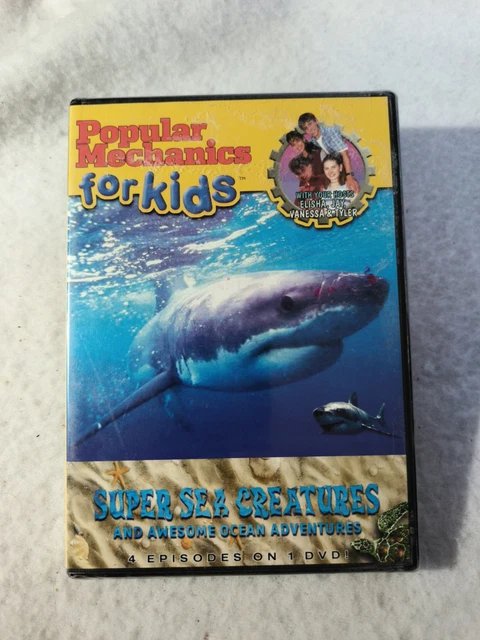 Popular
Mechanics
for kids™
WITH YOUR HOSTS
ELISHA, JAY,
VANESSA & TYLER
SUPER SEA CREATURES
AND AWESOME OCEAN ADVENTURES
4 EPISODES ON 1 DVD!